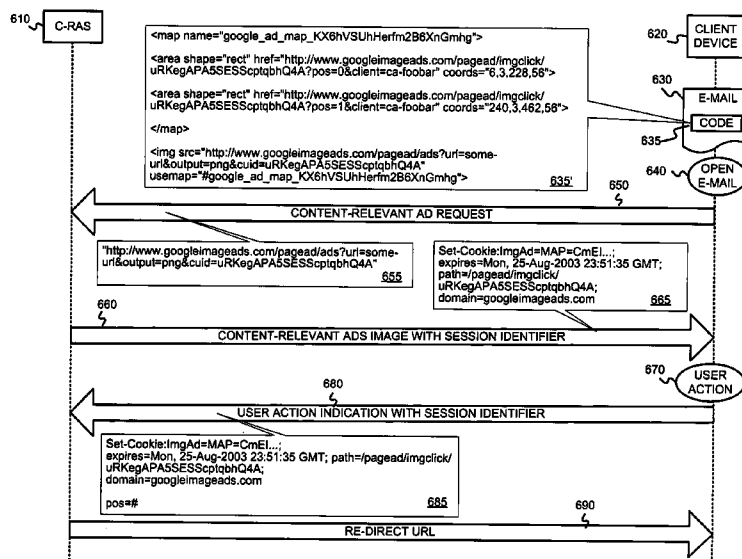 610
C-RAS
620
CLIENT
DEVICE
<map name="google_ad_map_KX6hVSUhHerfm2B6XnGmhg">
<area shape="rect" href="http://www.googleimageads.com/pagead/imgclick/
uRKegAPA5SESScptqbhQ4A?pos=0&client=ca-foobar" coords="6,3,228,56">
<area shape="rect" href="http://www.googleimageads.com/pagead/imgclick/
uRKegAPA5SESScptqbhQ4A?pos=1&client=ca-foobar" coords="240,3,462,56">
</map>
<img src="http://www.googleimageads.com/pagead/ads?url=some-
url&output=png&cuid=uRKegAPA5SESScptqbhQ4A"
usemap="#google_ad_map_KX6hVSUhHerfm2B6XnGmhg">
635'
630
E-MAIL
CODE
635
640
OPEN
E-MAIL
650
CONTENT-RELEVANT AD REQUEST
"http://www.googleimageads.com/pagead/ads?url=some-
url&output=png&cuid=uRKegAPA5SESScptqbhQ4A"
655
Set-Cookie:ImgAd=MAP=CmEI...;
expires=Mon, 25-Aug-2003 23:51:35 GMT;
path=/pagead/imgclick/
uRKegAPA5SESScptqbhQ4A;
domain=googleimageads.com
665
660
CONTENT-RELEVANT ADS IMAGE WITH SESSION IDENTIFIER
670
USER
ACTION
680
USER ACTION INDICATION WITH SESSION IDENTIFIER
Set-Cookie:ImgAd=MAP=CmEI...;
expires=Mon, 25-Aug-2003 23:51:35 GMT; path=/pagead/imgclick/
uRKegAPA5SESScptqbhQ4A;
domain=googleimageads.com
pos=#
685
690
RE-DIRECT URL